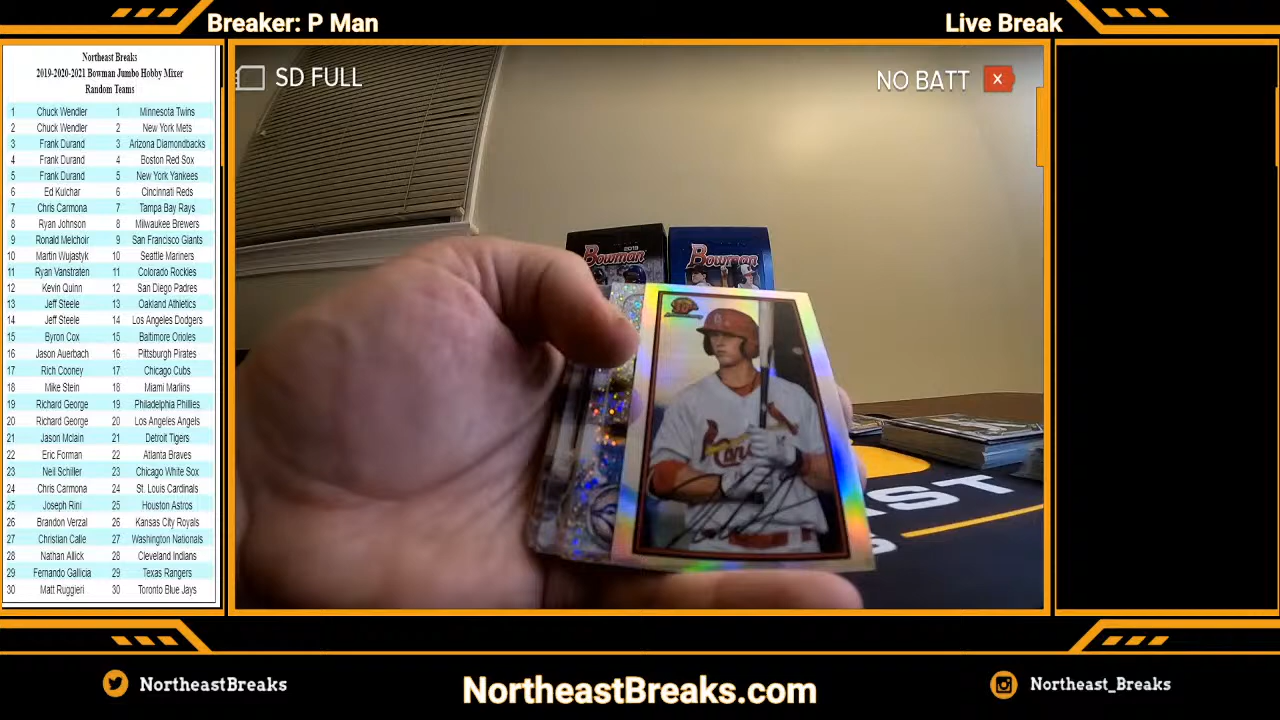 Breaker: P Man
Live Break
Northeast Breaks
2019-2020-2021 Bowman Jumbo Hobby Mixer
Random Teams
1 Chuck Wendler 1 Minnesota Twins
2 Chuck Wendler 2 New York Mets
3 Frank Durand 3 Arizona Diamondbacks
4 Frank Durand 4 Boston Red Sox
5 Frank Durand 5 New York Yankees
6 Ed Kulchar 6 Cincinnati Reds
7 Chris Carmona 7 Tampa Bay Rays
8 Ryan Johnson 8 Milwaukee Brewers
9 Ronald Melchoir 9 San Francisco Giants
10 Martin Wujastyk 10 Seattle Mariners
11 Ryan Vanstraten 11 Colorado Rockies
12 Kevin Quinn 12 San Diego Padres
13 Jeff Steele 13 Oakland Athletics
14 Jeff Steele 14 Los Angeles Dodgers
15 Byron Cox 15 Baltimore Orioles
16 Jason Auerbach 16 Pittsburgh Pirates
17 Rich Cooney 17 Chicago Cubs
18 Mike Stein 18 Miami Marlins
19 Richard George 19 Philadelphia Phillies
20 Richard George 20 Los Angeles Angels
21 Jason Mclain 21 Detroit Tigers
22 Eric Forman 22 Atlanta Braves
23 Neil Schiller 23 Chicago White Sox
24 Chris Carmona 24 St. Louis Cardinals
25 Joseph Rini 25 Houston Astros
26 Brandon Verzal 26 Kansas City Royals
27 Christian Calle 27 Washington Nationals
28 Nathan Allick 28 Cleveland Indians
29 Fernando Gallicia 29 Texas Rangers
30 Matt Ruggieri 30 Toronto Blue Jays
SD FULL
NO BATT
2019
Bowman
Bowman
NortheastBreaks
NortheastBreaks.com
Northeast_Breaks